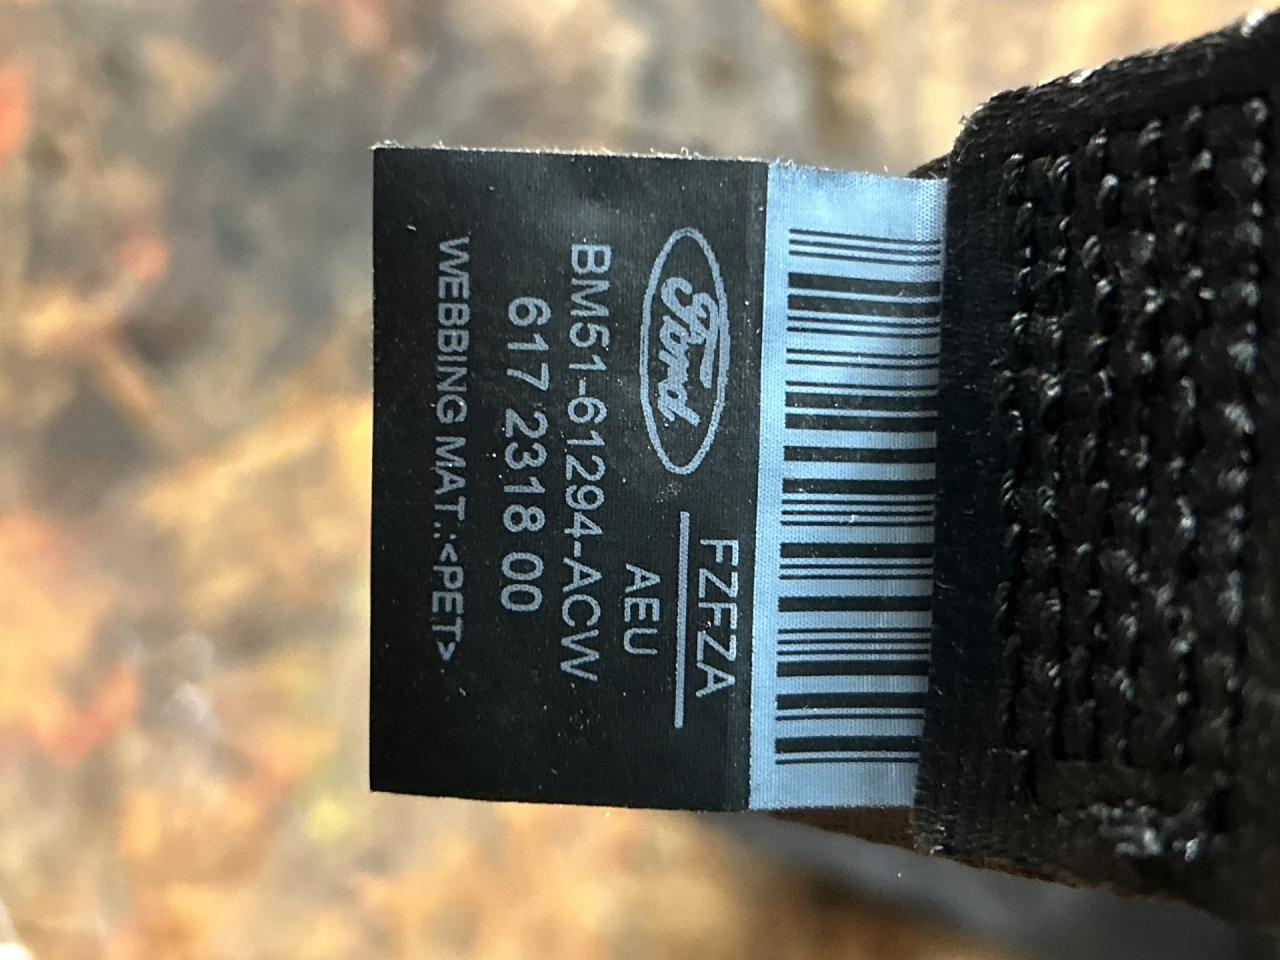 Ford
FZFZA
AEU
BM51-61294-ACW
617 2318 00
WEBBING MAT.:<PET>